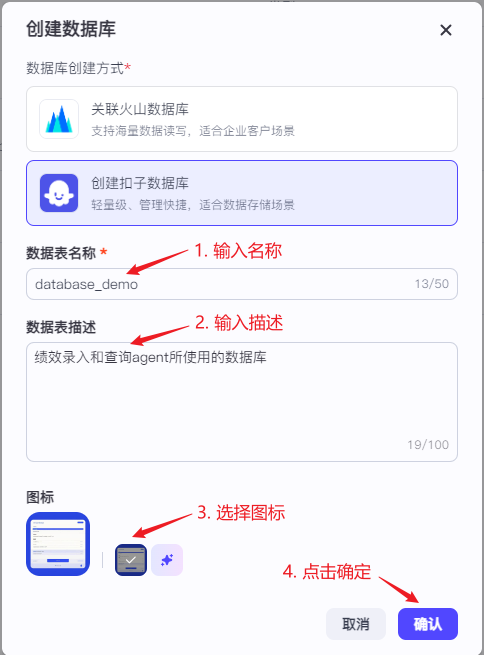 创建数据库
数据库创建方式*
关联火山数据库
支持海量数据读写，适合企业客户场景
创建扣子数据库
轻量级、管理快捷，适合数据存储场景
数据表名称 *
1. 输入名称
database_demo
13/50
数据表描述
2. 输入描述
绩效录入和查询agent所使用的数据库
19/100
图标
3. 选择图标
4. 点击确定
取消
确认